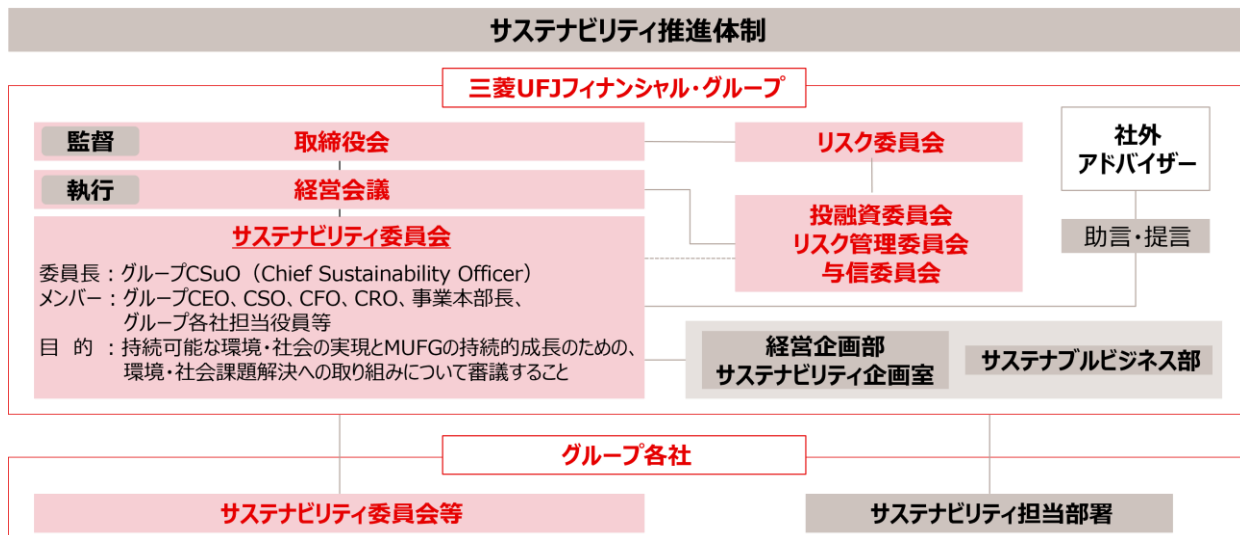 サステナビリティ推進体制
三菱UFJフィナンシャル・グループ
監督
取締役会
リスク委員会
社外
アドバイザー
執行
経営会議
投融資委員会
リスク管理委員会
与信委員会
助言・提言
サステナビリティ委員会
委員長：グループCSuO（Chief Sustainability Officer）
メンバー：グループCEO、CSO、CFO、CRO、事業本部長、
グループ各社担当役員等
目 的 ：持続可能な環境・社会の実現とMUFGの持続的成長のための、
環境・社会課題解決への取り組みについて審議すること
経営企画部
サステナビリティ企画室
サステナブルビジネス部
グループ各社
サステナビリティ委員会等
サステナビリティ担当部署